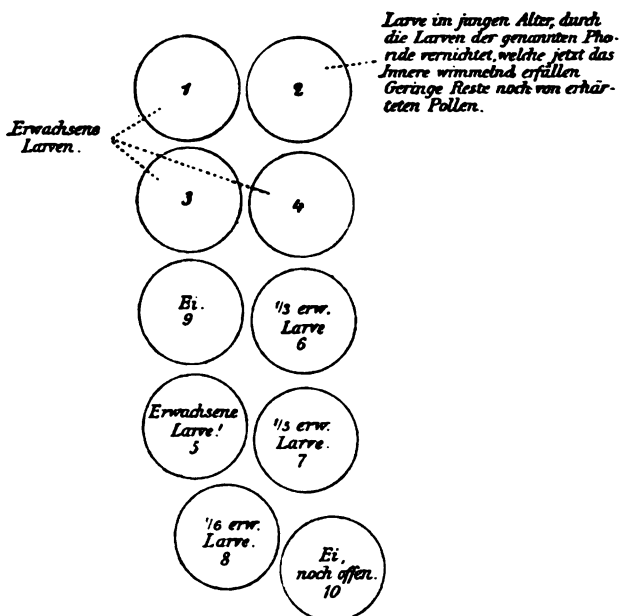 Larve im jungen Alter, durch
die Larven der genannten Pho-
ride vernichtet, welche jetzt das
Innere wimmelnd erfüllen
Geringe Reste noch von erhär-
teten Pollen.
1
2
Erwachsene
Larven.
3
4
Ei.
9
1/3 erw.
Larve
6
Erwachsene
Larve!
5
1/3 erw.
Larve.
7
1/6 erw.
Larve.
8
Ei,
noch offen.
10